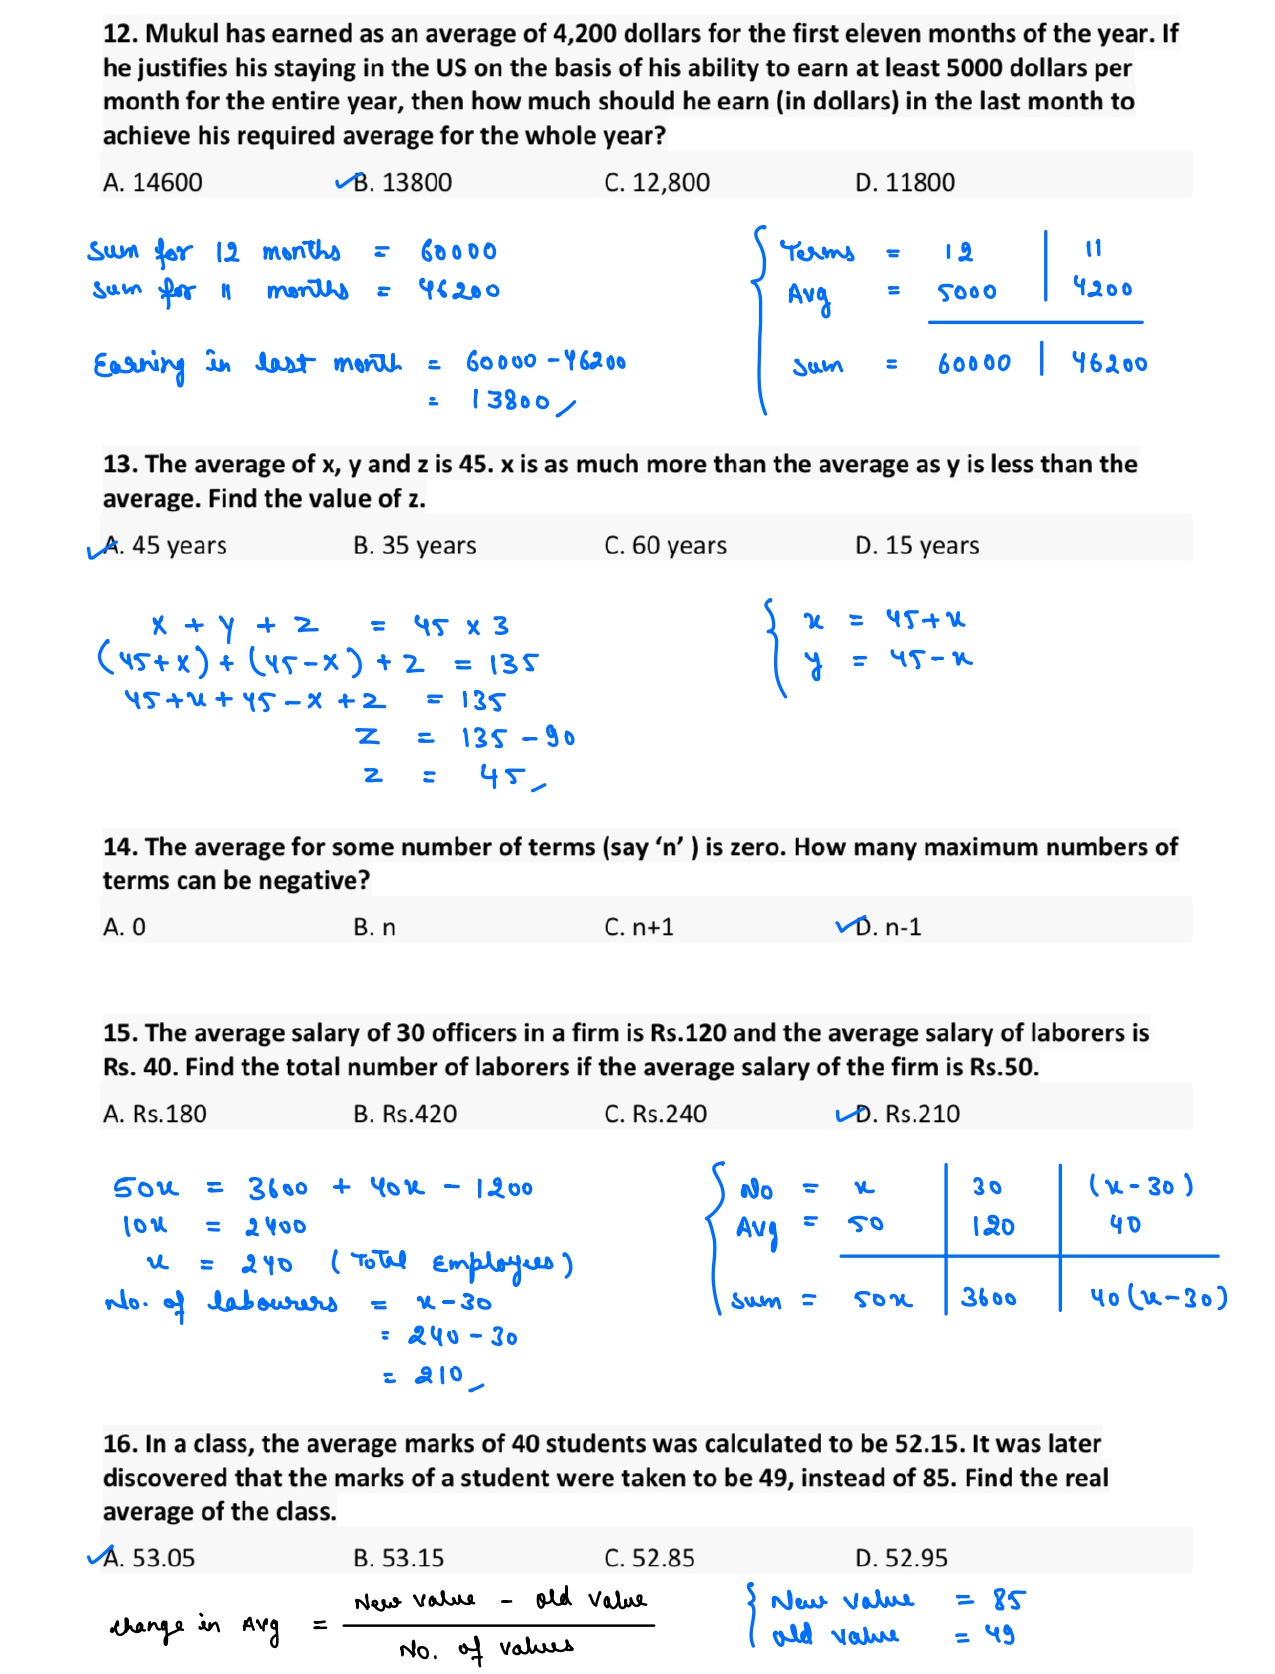 12. Mukul has earned as an average of 4,200 dollars for the first eleven months of the year. If
he justifies his staying in the US on the basis of his ability to earn at least 5000 dollars per
month for the entire year, then how much should he earn (in dollars) in the last month to
achieve his required average for the whole year?
A. 14600 B. 13800 C. 12,800 D. 11800
Sum for 12 months = 60000
Sum for 11 months = 46200
Earning in last month = 60000 - 46200
= 13800
Terms = 12 | 11
Avg = 5000 | 4200
Sum = 60000 | 46200
13. The average of x, y and z is 45. x is as much more than the average as y is less than the
average. Find the value of z.
A. 45 years B. 35 years C. 60 years D. 15 years
x + y + z = 45 x 3
(45+x) + (45-x) + z = 135
45+x+45-x+z = 135
z = 135 - 90
z = 45
x = 45+x
y = 45-x
14. The average for some number of terms (say ‘n’ ) is zero. How many maximum numbers of
terms can be negative?
A. 0 B. n C. n+1 D. n-1
15. The average salary of 30 officers in a firm is Rs.120 and the average salary of laborers is
Rs. 40. Find the total number of laborers if the average salary of the firm is Rs.50.
A. Rs.180 B. Rs.420 C. Rs.240 D. Rs.210
50x = 3600 + 40x - 1200
10x = 2400
x = 240 (Total Employees)
No. of labourers = x-30
= 240 - 30
= 210
No = x | 30 | (x-30)
Avg = 50 | 120 | 40
Sum = 50x | 3600 | 40(x-30)
16. In a class, the average marks of 40 students was calculated to be 52.15. It was later
discovered that the marks of a student were taken to be 49, instead of 85. Find the real
average of the class.
A. 53.05 B. 53.15 C. 52.85 D. 52.95
New value - old value
change in Avg =
No. of values
New value = 85
old value = 49